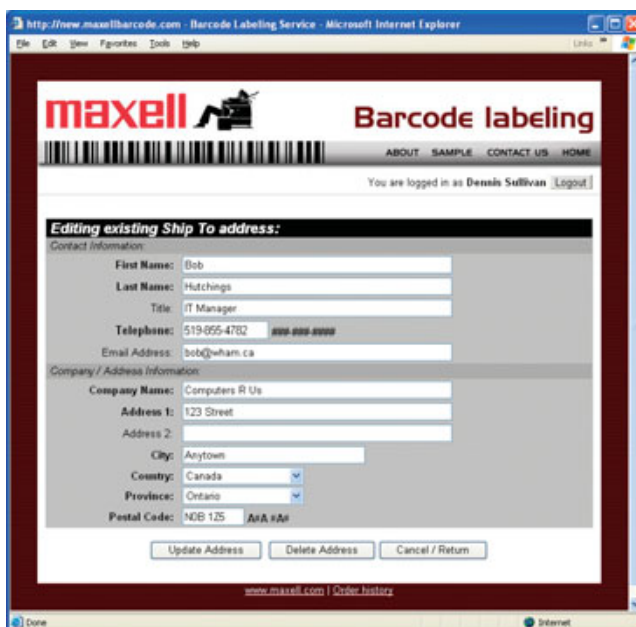 http://new.maxellbarcode.com - Barcode Labeling Service - Microsoft Internet Explorer
File Edit View Favorites Tools Help Links
maxell Barcode labeling
ABOUT SAMPLE CONTACT US HOME
You are logged in as Dennis Sullivan Logout
Editing existing Ship To address:
Contact Information:
First Name: Bob
Last Name: Hutchings
Title: IT Manager
Telephone: 519-855-4782 ###-###-####
Email Address: bob@wham.ca
Company / Address Information:
Company Name: Computers R Us
Address 1: 123 Street
Address 2:
City: Anytown
Country: Canada
Province: Ontario
Postal Code: N0B 1Z5 A#A #A#
Update Address Delete Address Cancel / Return
www.maxell.com | Order history
Done Internet